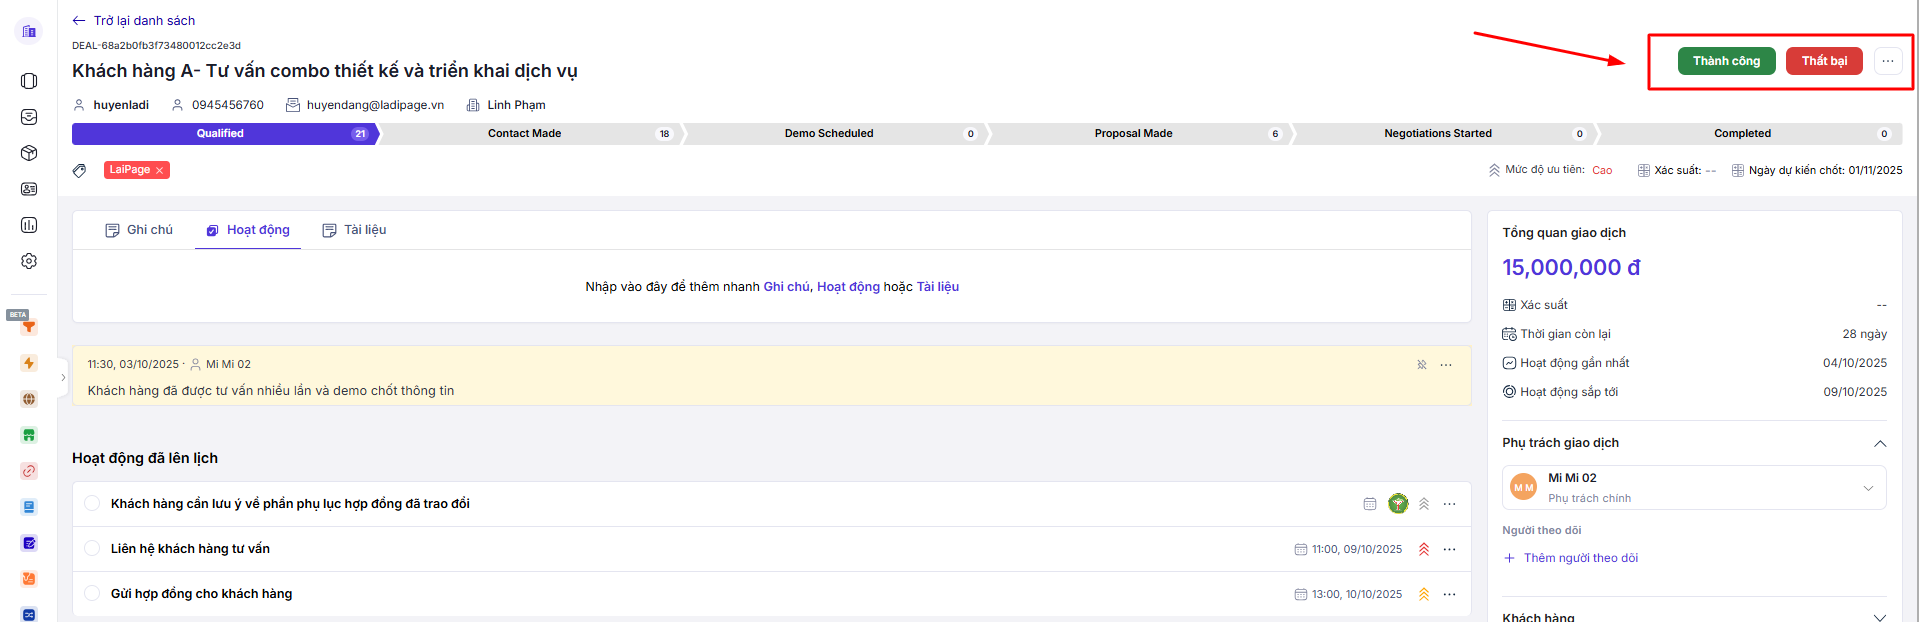 Trở lại danh sách
DEAL-68a2b0fb3f73480012cc2e3d
Khách hàng A- Tư vấn combo thiết kế và triển khai dịch vụ
Thành công Thất bại ...
huyenladi 0945456760 huyendang@ladipage.vn Linh Phạm
Qualified 21 Contact Made 18 Demo Scheduled 0 Proposal Made 6 Negotiations Started 0 Completed 0
LaiPage ×
Mức độ ưu tiên: Cao Xác suất: -- Ngày dự kiến chốt: 01/11/2025
Ghi chú Hoạt động Tài liệu
Nhập vào đây để thêm nhanh Ghi chú, Hoạt động hoặc Tài liệu
BETA
11:30, 03/10/2025 · Mi Mi 02
Khách hàng đã được tư vấn nhiều lần và demo chốt thông tin
Hoạt động đã lên lịch
Khách hàng cần lưu ý về phần phụ lục hợp đồng đã trao đổi
Liên hệ khách hàng tư vấn 11:00, 09/10/2025
Gửi hợp đồng cho khách hàng 13:00, 10/10/2025
Tổng quan giao dịch
15,000,000 đ
Xác suất --
Thời gian còn lại 28 ngày
Hoạt động gần nhất 04/10/2025
Hoạt động sắp tới 09/10/2025
Phụ trách giao dịch
M M Mi Mi 02
Phụ trách chính
Người theo dõi
+ Thêm người theo dõi
Khách hàng